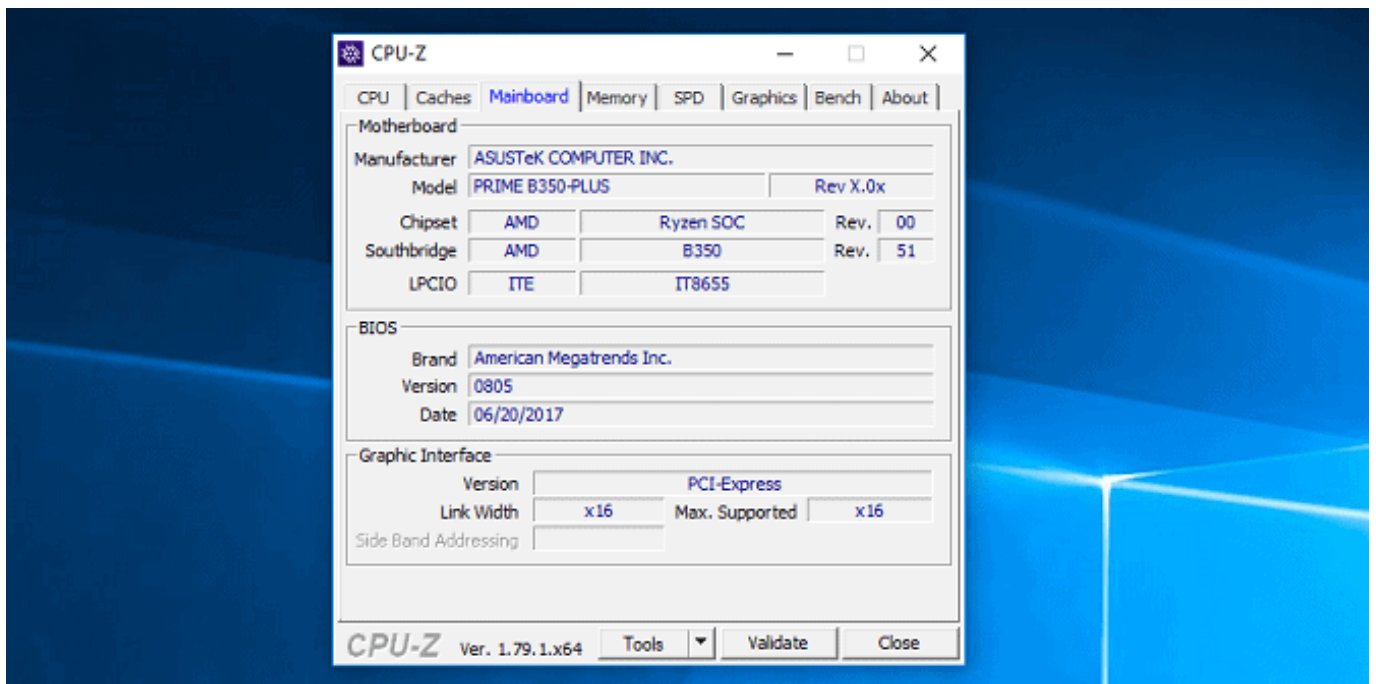 CPU-Z
CPU Caches Mainboard Memory SPD Graphics Bench About
Motherboard
Manufacturer ASUSTeK COMPUTER INC.
Model PRIME B350-PLUS Rev X.0x
Chipset AMD Ryzen SOC Rev. 00
Southbridge AMD B350 Rev. 51
LPCIO ITE IT8655
BIOS
Brand American Megatrends Inc.
Version 0805
Date 06/20/2017
Graphic Interface
Version PCI-Express
Link Width x16 Max. Supported x16
Side Band Addressing
CPU-Z Ver. 1.79.1.x64 Tools Validate Close